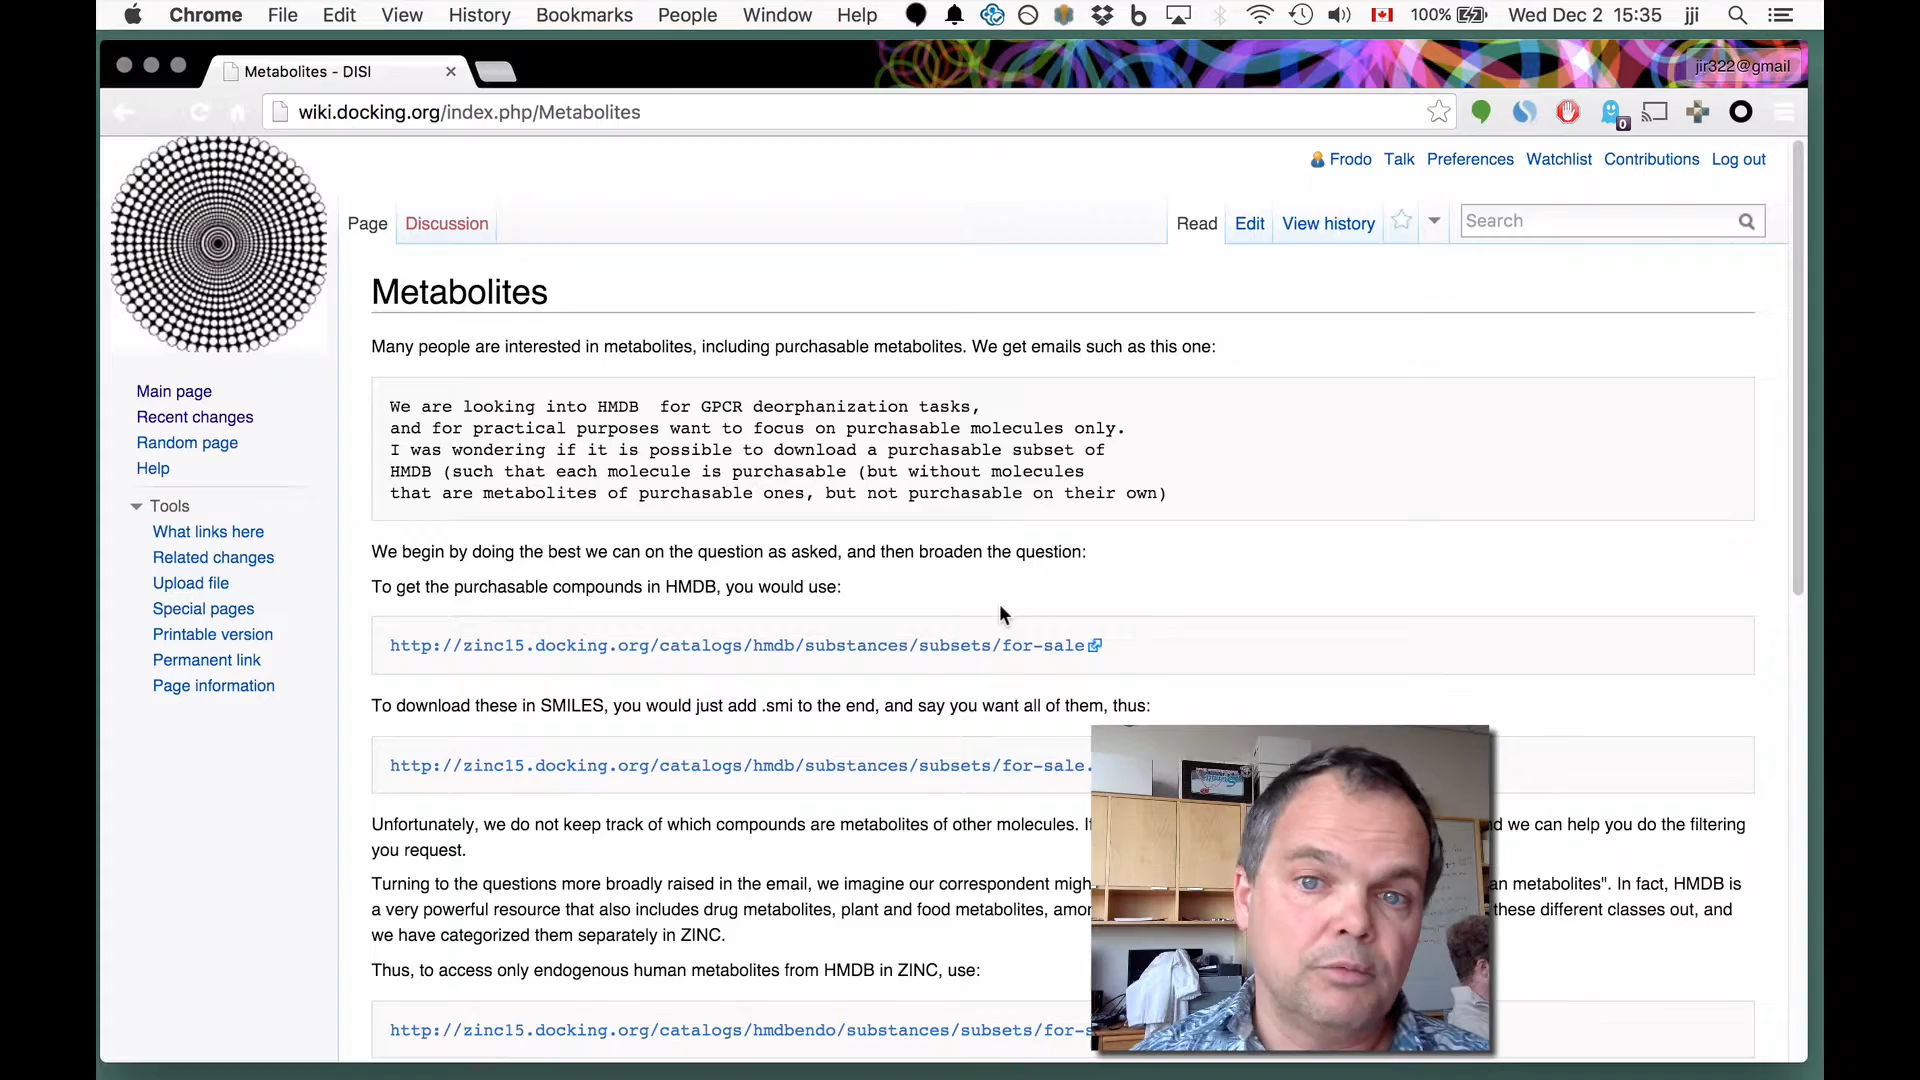 Chrome File Edit View History Bookmarks People Window Help 100% Wed Dec 2 15:35 jji
Metabolites - DISI
jir322@gmail
wiki.docking.org/index.php/Metabolites
0
Frodo Talk Preferences Watchlist Contributions Log out
Page Discussion Read Edit View history Search
Metabolites
Many people are interested in metabolites, including purchasable metabolites. We get emails such as this one:
We are looking into HMDB for GPCR deorphanization tasks,
and for practical purposes want to focus on purchasable molecules only.
I was wondering if it is possible to download a purchasable subset of
HMDB (such that each molecule is purchasable (but without molecules
that are metabolites of purchasable ones, but not purchasable on their own)
We begin by doing the best we can on the question as asked, and then broaden the question:
To get the purchasable compounds in HMDB, you would use:
http://zinc15.docking.org/catalogs/hmdb/substances/subsets/for-sale
To download these in SMILES, you would just add .smi to the end, and say you want all of them, thus:
http://zinc15.docking.org/catalogs/hmdb/substances/subsets/for-sale.
Unfortunately, we do not keep track of which compounds are metabolites of other molecules. If d we can help you do the filtering
you request.
Turning to the questions more broadly raised in the email, we imagine our correspondent migh an metabolites". In fact, HMDB is
a very powerful resource that also includes drug metabolites, plant and food metabolites, amon these different classes out, and
we have categorized them separately in ZINC.
Thus, to access only endogenous human metabolites from HMDB in ZINC, use:
http://zinc15.docking.org/catalogs/hmdbendo/substances/subsets/for-s
Main page
Recent changes
Random page
Help
Tools
What links here
Related changes
Upload file
Special pages
Printable version
Permanent link
Page information